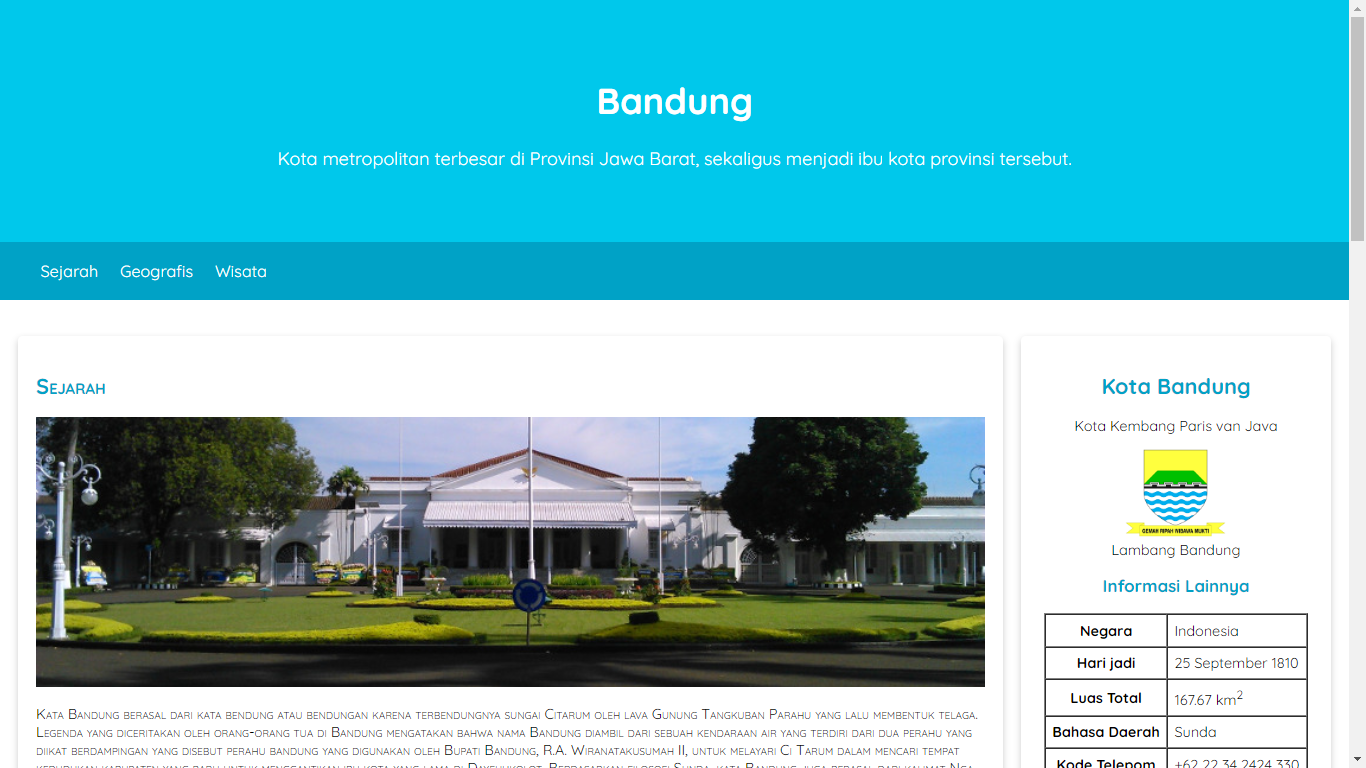 Bandung
Kota metropolitan terbesar di Provinsi Jawa Barat, sekaligus menjadi ibu kota provinsi tersebut.
Sejarah Geografis Wisata
Sejarah
Kata Bandung berasal dari kata bendung atau bendungan karena terbendungnya sungai Citarum oleh lava Gunung Tangkuban Parahu yang lalu membentuk telaga.
Legenda yang diceritakan oleh orang-orang tua di Bandung mengatakan bahwa nama Bandung diambil dari sebuah kendaraan air yang terdiri dari dua perahu yang
diikat berdampingan yang disebut perahu bandung yang digunakan oleh Bupati Bandung, R.A. Wiranatakusumah II, untuk melayari Ci Tarum dalam mencari tempat
Kota Bandung
Kota Kembang Paris van Java
GEMAH RIPAH WIBAWA MUKTI
Lambang Bandung
Informasi Lainnya
Negara Indonesia
Hari jadi 25 September 1810
Luas Total 167.67 km2
Bahasa Daerah Sunda
Kode Telepom +62 22 34 2424 330